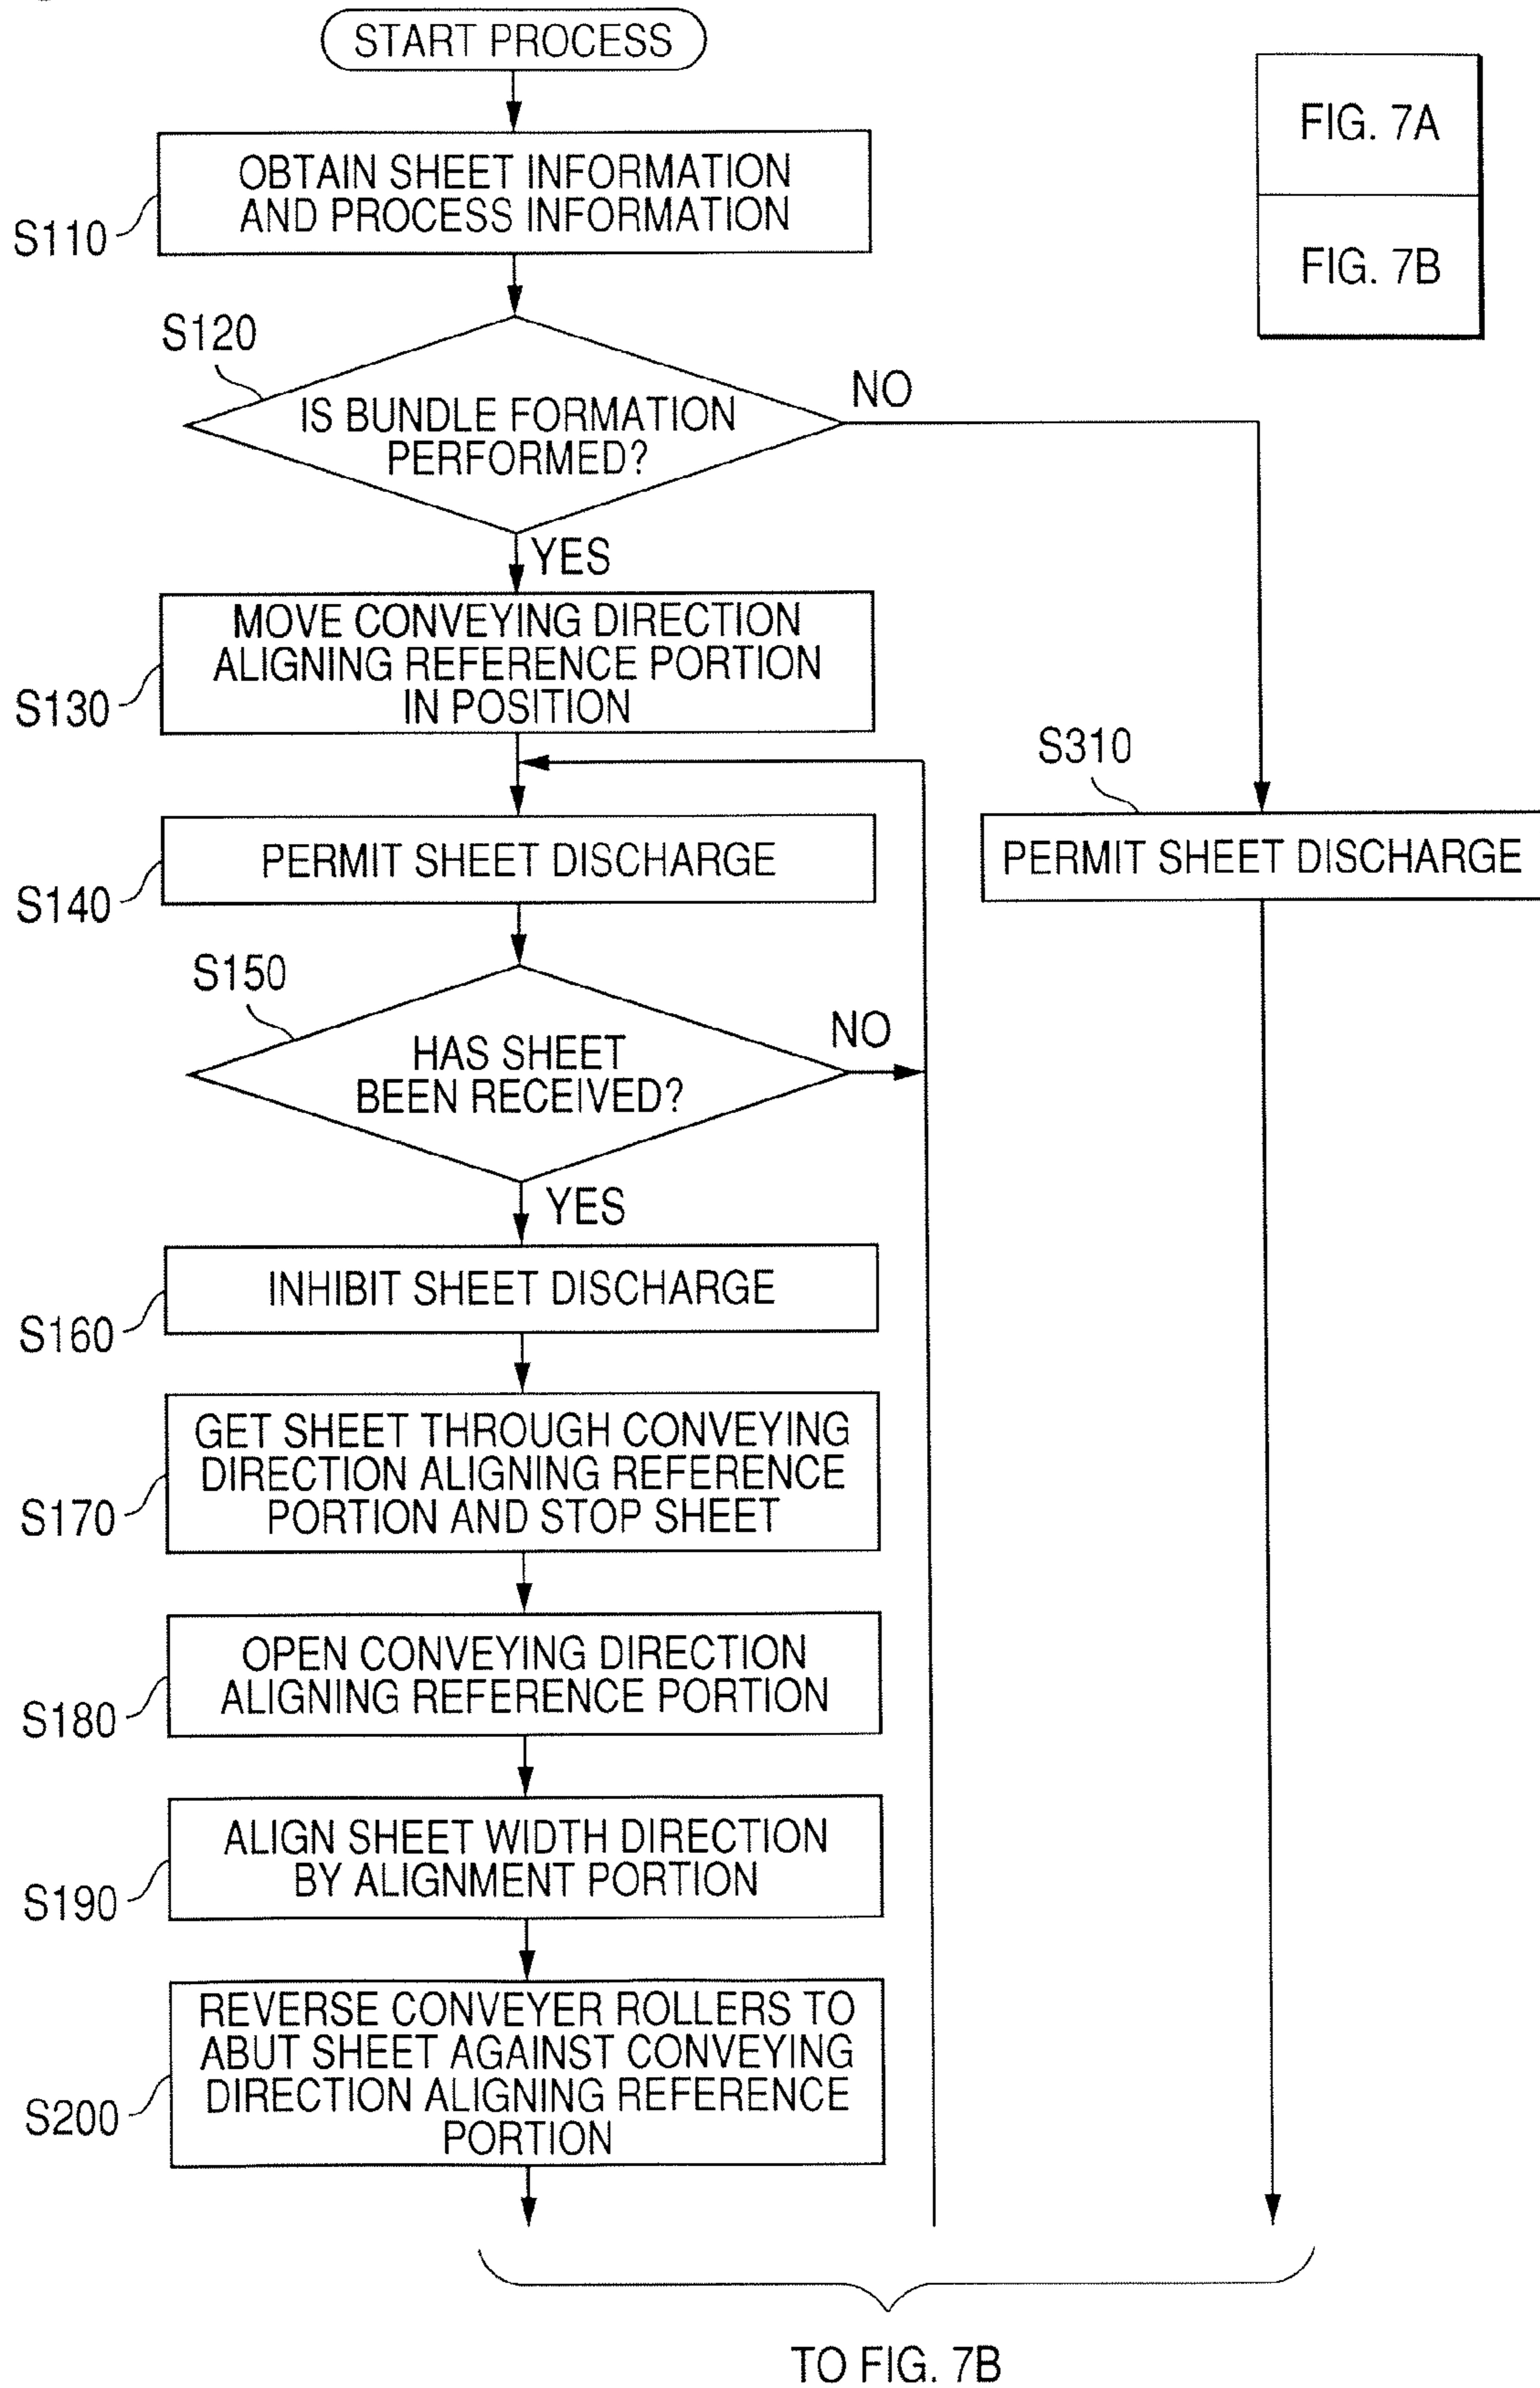 START PROCESS
FIG. 7A
FIG. 7B
S110
OBTAIN SHEET INFORMATION
AND PROCESS INFORMATION
S120
IS BUNDLE FORMATION
PERFORMED?
NO
YES
S130
MOVE CONVEYING DIRECTION
ALIGNING REFERENCE PORTION
IN POSITION
S140
PERMIT SHEET DISCHARGE
S310
PERMIT SHEET DISCHARGE
S150
HAS SHEET
BEEN RECEIVED?
NO
YES
S160
INHIBIT SHEET DISCHARGE
S170
GET SHEET THROUGH CONVEYING
DIRECTION ALIGNING REFERENCE
PORTION AND STOP SHEET
S180
OPEN CONVEYING DIRECTION
ALIGNING REFERENCE PORTION
S190
ALIGN SHEET WIDTH DIRECTION
BY ALIGNMENT PORTION
S200
REVERSE CONVEYER ROLLERS TO
ABUT SHEET AGAINST CONVEYING
DIRECTION ALIGNING REFERENCE
PORTION
TO FIG. 7B